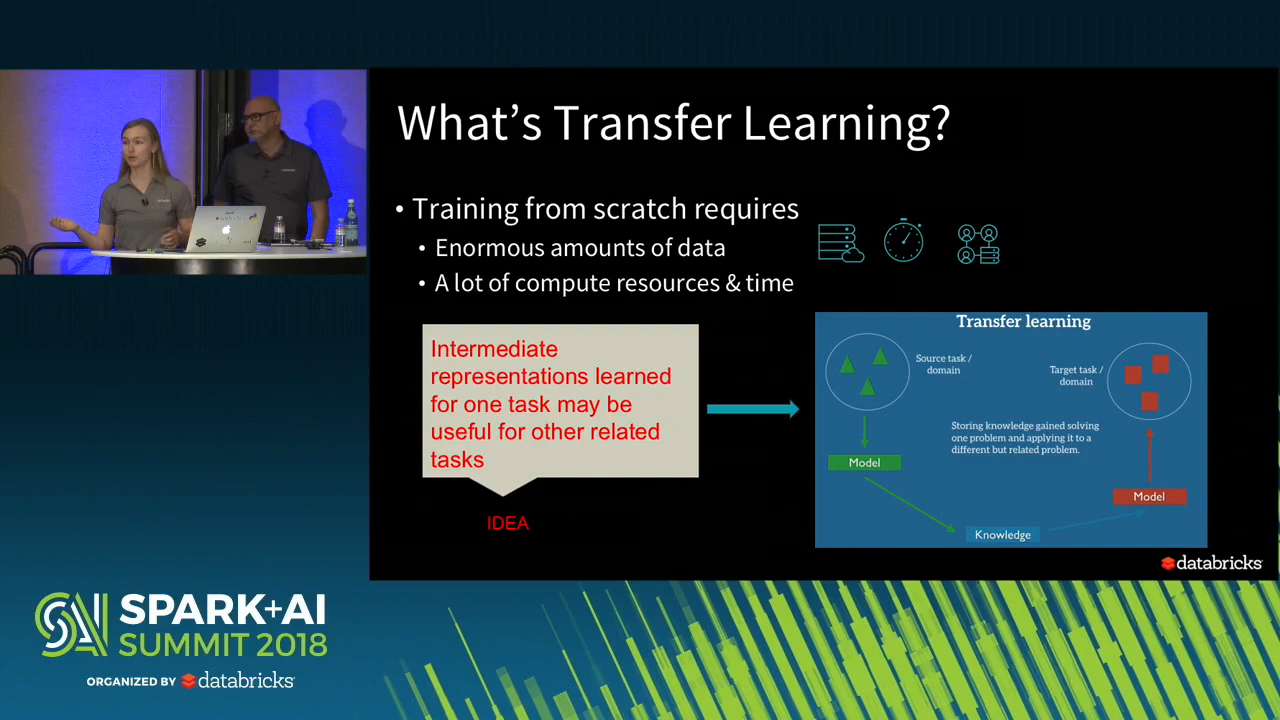 What's Transfer Learning?
• Training from scratch requires
• Enormous amounts of data
• A lot of compute resources & time
Intermediate
representations learned
for one task may be
useful for other related
tasks
IDEA
Transfer learning
Source task /
domain
Target task /
domain
Storing knowledge gained solving
one problem and applying it to a
different but related problem.
Model
Model
Knowledge
databricks
SAI
SPARK+AI
SUMMIT 2018
ORGANIZED BY databricks